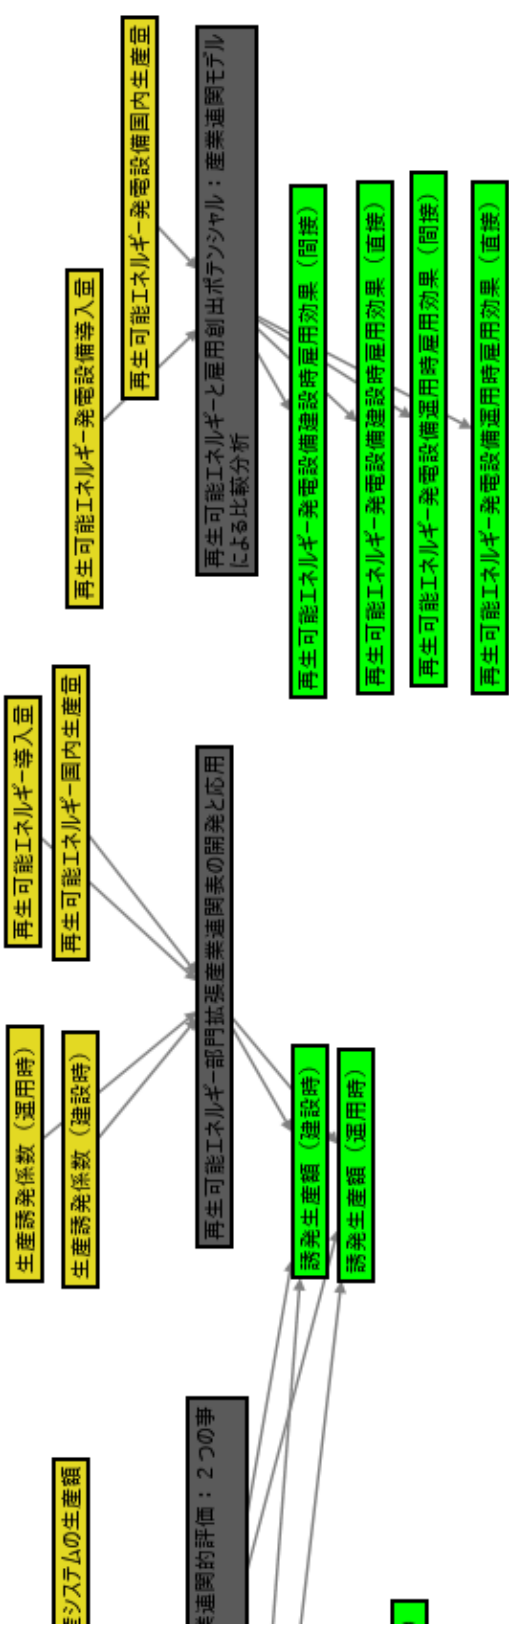 再生可能エネルギー発電設備国内生産量
再生可能エネルギー発電設備導入量
再生可能エネルギーと雇用創出ポテンシャル：産業連関モデル
による比較分析
再生可能エネルギー発電設備建設時雇用効果（間接）
再生可能エネルギー発電設備建設時雇用効果（直接）
再生可能エネルギー発電設備運用時雇用効果（間接）
再生可能エネルギー発電設備運用時雇用効果（直接）
再生可能エネルギー導入量
再生可能エネルギー国内生産量
再生可能エネルギー部門拡張産業連関表の開発と応用
生産誘発係数（運用時）
生産誘発係数（建設時）
誘発生産額（建設時）
誘発生産額（運用時）
システムの生産額
連関的評価：２つの事